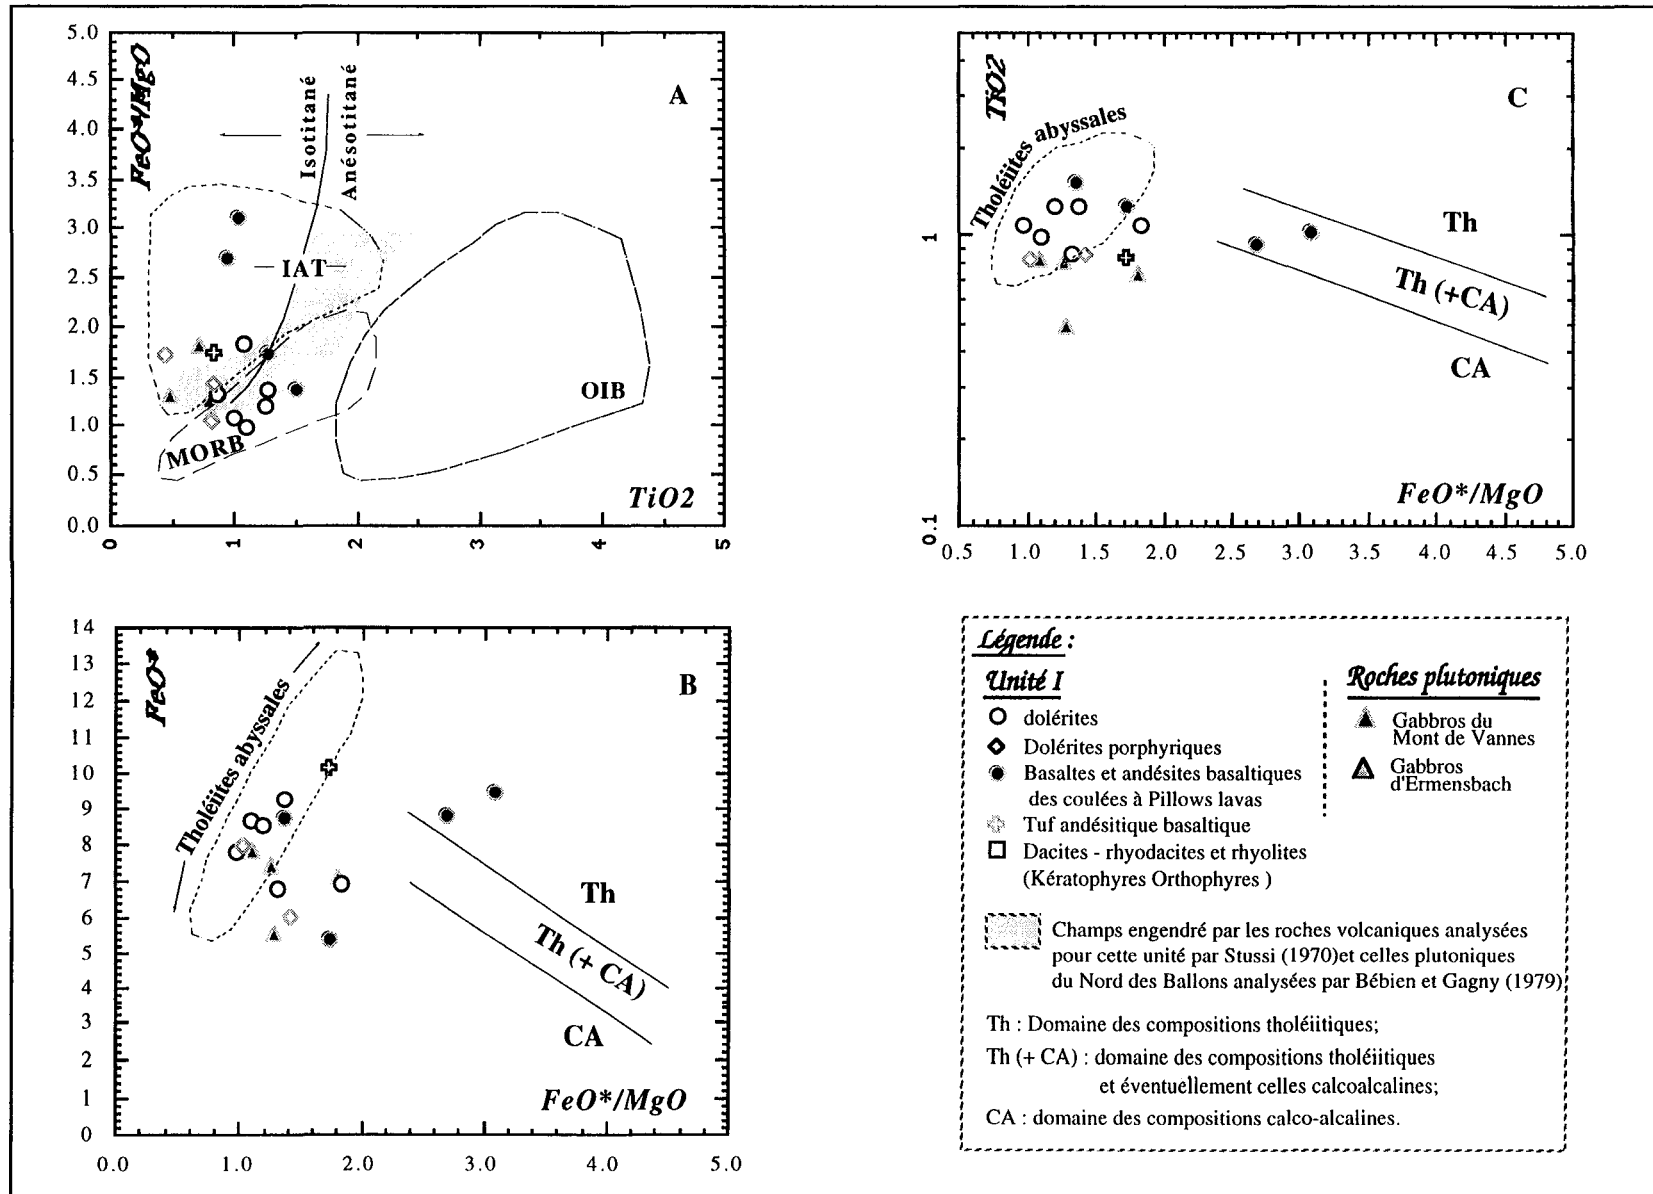 5.0
4.5
4.0
3.5
3.0
2.5
2.0
1.5
1.0
0.5
0.0
FeO*/MgO
Isotitané
Anésotitané
A
IAT
MORB
OIB
TiO2
0
1
2
3
4
5
TiO2
C
Tholéiites abyssales
1
0.1
Th
Th (+CA)
CA
FeO*/MgO
0.5
1.0
1.5
2.0
2.5
3.0
3.5
4.0
4.5
5.0
14
13
12
11
10
9
8
7
6
5
4
3
2
1
0
FeO*
B
Tholéiites abyssales
Th
Th (+ CA)
CA
FeO*/MgO
0.0
1.0
2.0
3.0
4.0
5.0
Légende :
Unité I
dolérites
Dolérites porphyriques
Basaltes et andésites basaltiques
des coulées à Pillows lavas
Tuf andésitique basaltique
Dacites - rhyodacites et rhyolites
(Kératophyres Orthophyres )
Roches plutoniques
Gabbros du
Mont de Vannes
Gabbros
d'Ermensbach
Champs engendré par les roches volcaniques analysées
pour cette unité par Stussi (1970)et celles plutoniques
du Nord des Ballons analysées par Bébien et Gagny (1979)
Th : Domaine des compositions tholéiitiques;
Th (+ CA) : domaine des compositions tholéiitiques
et éventuellement celles calcoalcalines;
CA : domaine des compositions calco-alcalines.